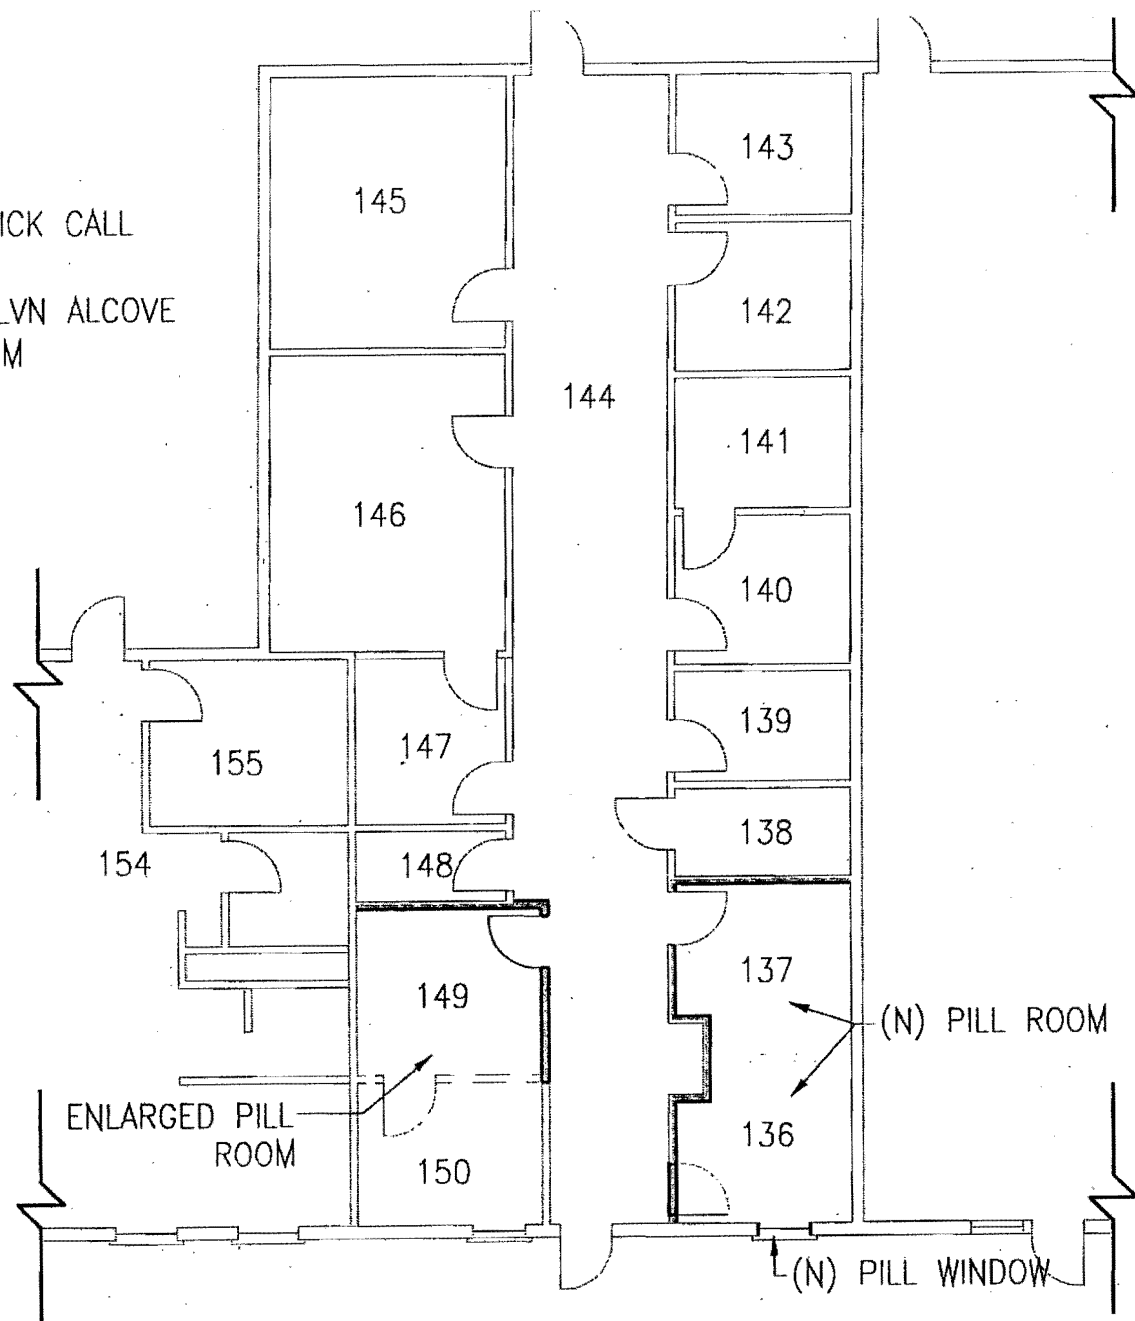 143
145
ICK CALL
142
LVN ALCOVE
M
144
141
146
140
139
147
155
138
148
154
137
149
(N) PILL ROOM
ENLARGED PILL
ROOM
136
150
(N) PILL WINDOW